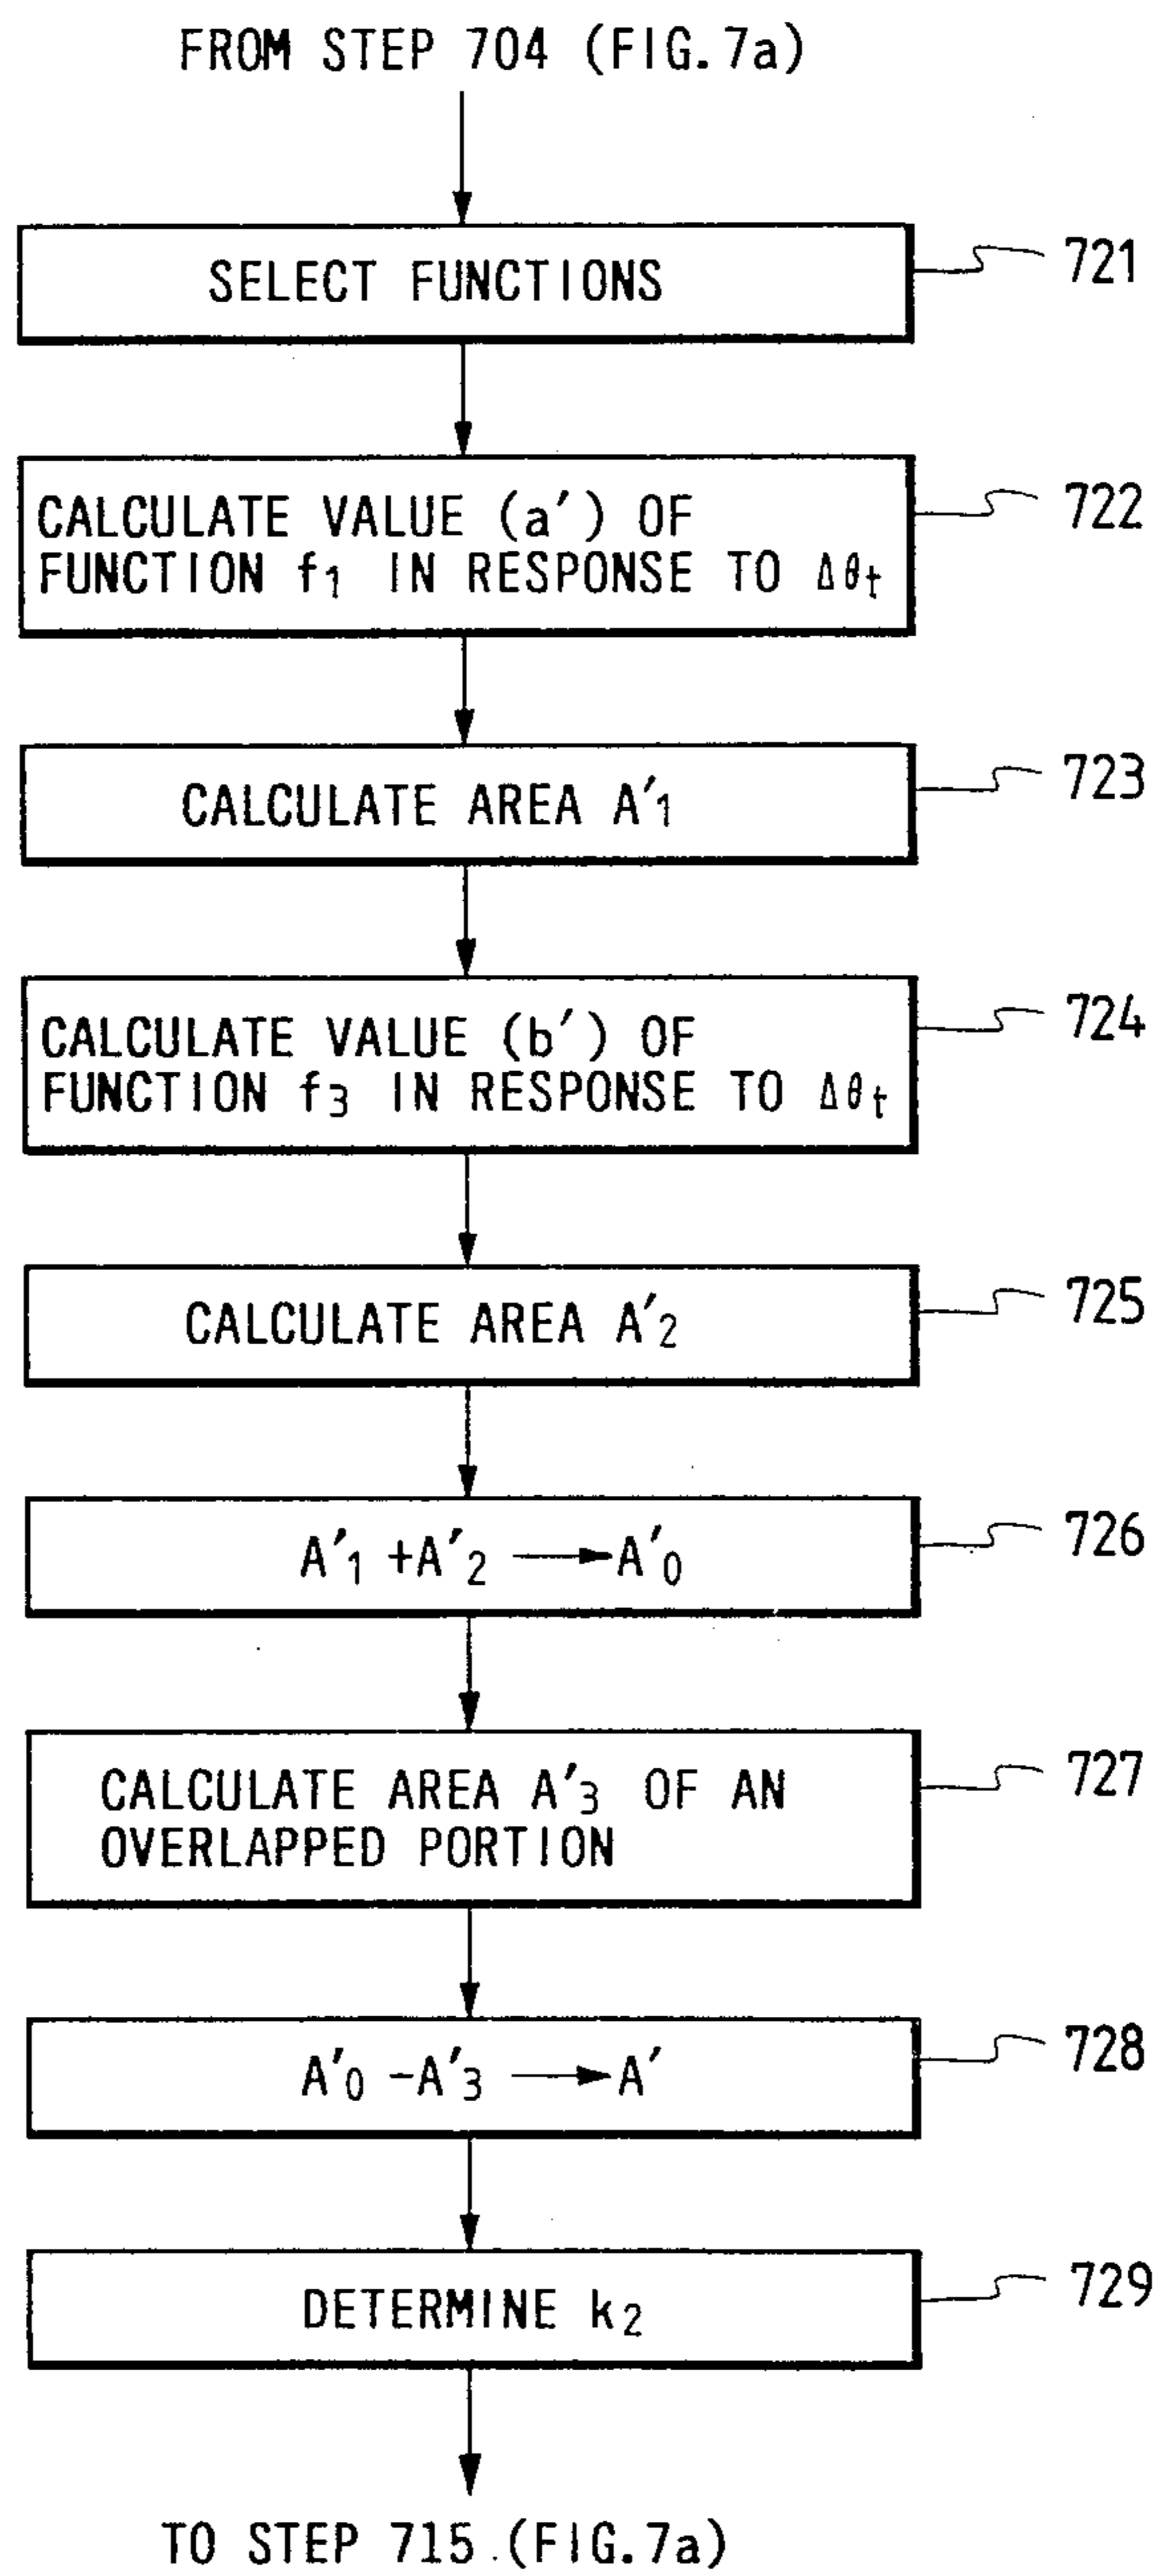 FROM STEP 704 (FIG. 7a)
SELECT FUNCTIONS
721
CALCULATE VALUE (a′) OF
FUNCTION f₁ IN RESPONSE TO Δθₜ
722
CALCULATE AREA A′₁
723
CALCULATE VALUE (b′) OF
FUNCTION f₃ IN RESPONSE TO Δθₜ
724
CALCULATE AREA A′₂
725
A′₁ +A′₂ → A′₀
726
CALCULATE AREA A′₃ OF AN
OVERLAPPED PORTION
727
A′₀ −A′₃ → A′
728
DETERMINE k₂
729
TO STEP 715 (FIG. 7a)